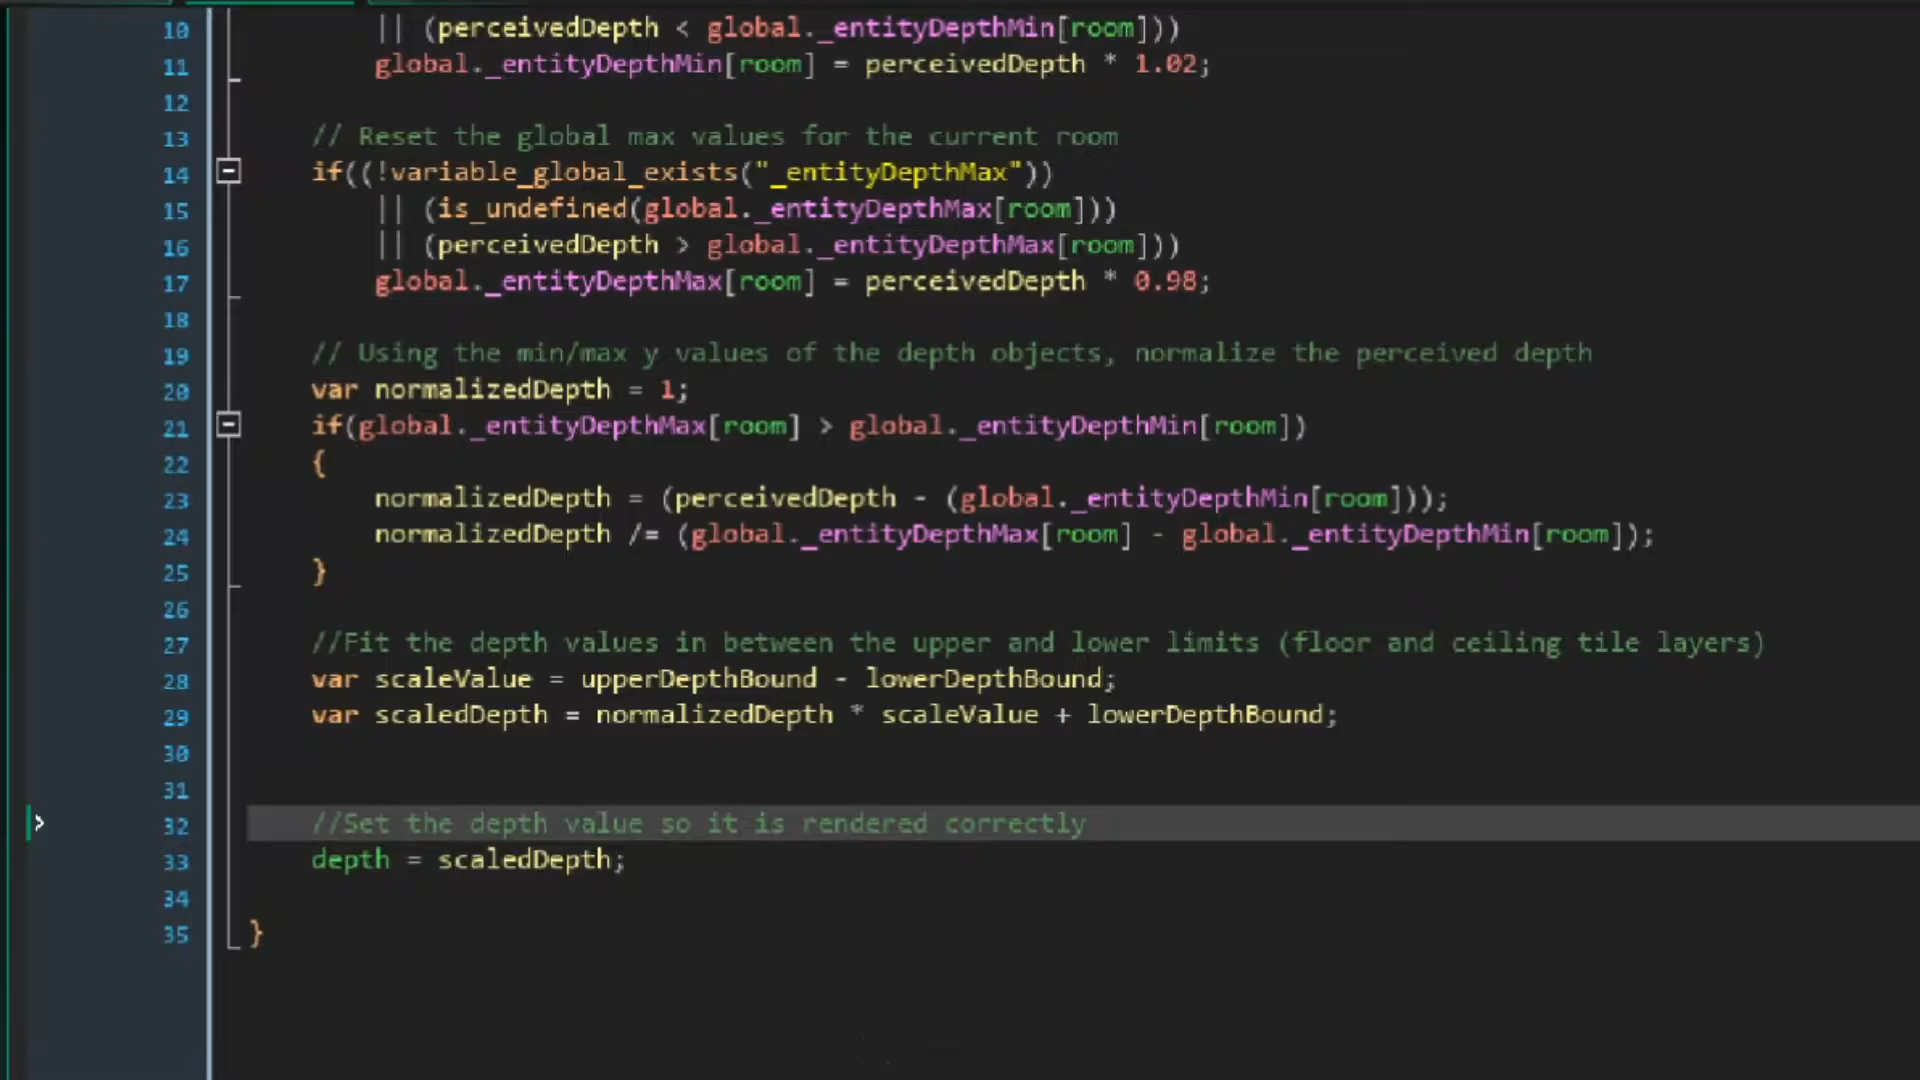 10 || (perceivedDepth < global._entityDepthMin[room]))
11 global._entityDepthMin[room] = perceivedDepth * 1.02;
12
13 // Reset the global max values for the current room
14 if((!variable_global_exists("_entityDepthMax"))
15 || (is_undefined(global._entityDepthMax[room]))
16 || (perceivedDepth > global._entityDepthMax[room]))
17 global._entityDepthMax[room] = perceivedDepth * 0.98;
18
19 // Using the min/max y values of the depth objects, normalize the perceived depth
20 var normalizedDepth = 1;
21 if(global._entityDepthMax[room] > global._entityDepthMin[room])
22 {
23 normalizedDepth = (perceivedDepth - (global._entityDepthMin[room]));
24 normalizedDepth /= (global._entityDepthMax[room] - global._entityDepthMin[room]);
25 }
26
27 //Fit the depth values in between the upper and lower limits (floor and ceiling tile layers)
28 var scaleValue = upperDepthBound - lowerDepthBound;
29 var scaledDepth = normalizedDepth * scaleValue + lowerDepthBound;
30
31
32 //Set the depth value so it is rendered correctly
33 depth = scaledDepth;
34
35 }